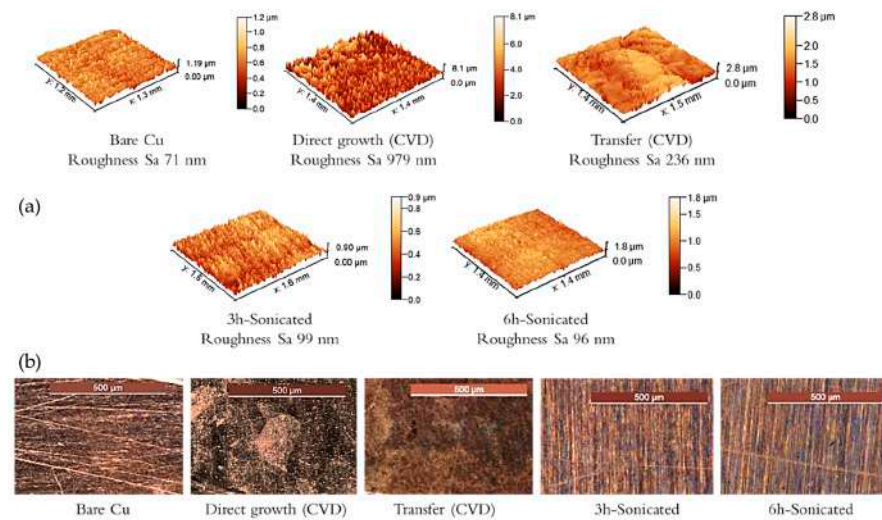 1.2 µm
1.0
0.8
0.6
0.4
0.2
0.0
1.19 µm
0.00 µm
y: 1.2 mm
x: 1.3 mm
Bare Cu
Roughness Sa 71 nm
8.1 µm
6.0
4.0
2.0
0.0
8.1 µm
0.0 µm
y: 1.4 mm
x: 1.4 mm
Direct growth (CVD)
Roughness Sa 979 nm
2.8 µm
2.0
1.5
1.0
0.5
0.0
2.8 µm
0.0 µm
y: 1.4 mm
x: 1.5 mm
Transfer (CVD)
Roughness Sa 236 nm
(a)
0.9 µm
0.8
0.6
0.4
0.2
0.0
0.90 µm
0.00 µm
x: 1.6 mm
3h-Sonicated
Roughness Sa 99 nm
1.8 µm
1.5
1.0
0.5
0.0
1.8 µm
0.0 µm
y: 1.4 mm
x: 1.4 mm
6h-Sonicated
Roughness Sa 96 nm
(b)
500 µm
500 µm
500 µm
500 µm
500 µm
Bare Cu
Direct growth (CVD)
Transfer (CVD)
3h-Sonicated
6h-Sonicated